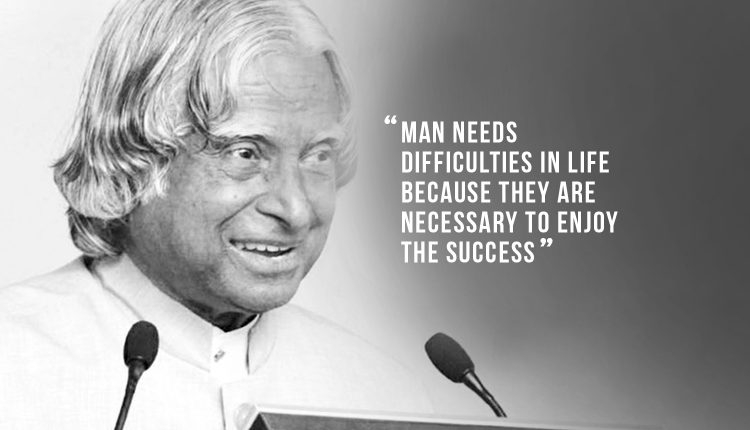 “MAN NEEDS
DIFFICULTIES IN LIFE
BECAUSE THEY ARE
NECESSARY TO ENJOY
THE SUCCESS”